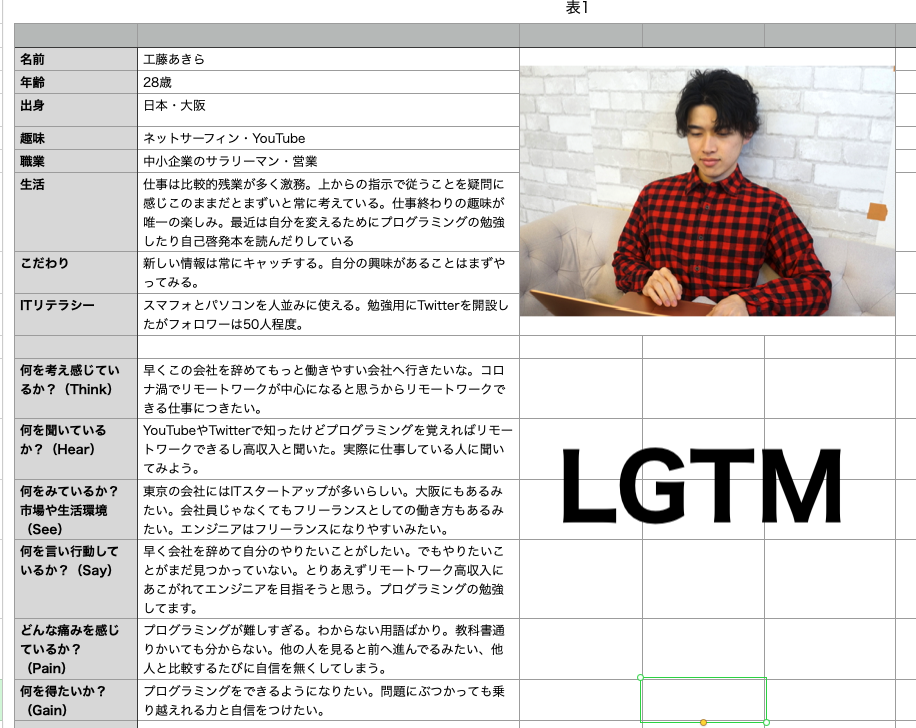 表1
名前
工藤あきら
年齢
28歳
出身
日本・大阪
趣味
ネットサーフィン・YouTube
職業
中小企業のサラリーマン・営業
生活
仕事は比較的残業が多く激務。上からの指示で従うことを疑問に
感じこのままだとまずいと常に考えている。仕事終わりの趣味が
唯一の楽しみ。最近は自分を変えるためにプログラミングの勉強
したり自己啓発本を読んだりしている
こだわり
新しい情報は常にキャッチする。自分の興味があることはまずや
ってみる。
ITリテラシー
スマフォとパソコンを人並みに使える。勉強用にTwitterを開設し
たがフォロワーは50人程度。
何を考え感じてい
るか？（Think）
早くこの会社を辞めてもっと働きやすい会社へ行きたいな。コロ
ナ渦でリモートワークが中心になると思うからリモートワークで
きる仕事につきたい。
何を聞いている
か？（Hear）
YouTubeやTwitterで知ったけどプログラミングを覚えればリモー
トワークできるし高収入と聞いた。実際に仕事している人に聞い
てみよう。
何をみているか？
市場や生活環境
（See）
東京の会社にはITスタートアップが多いらしい。大阪にもあるみ
たい。会社員じゃなくてもフリーランスとしての働き方もあるみ
たい。エンジニアはフリーランスになりやすいみたい。
何を言い行動して
いるか？（Say）
早く会社を辞めて自分のやりたいことがしたい。でもやりたいこ
とがまだ見つかっていない。とりあえずリモートワーク高収入に
あこがれてエンジニアを目指そうと思う。プログラミングの勉強
してます。
どんな痛みを感じ
ているか？
（Pain）
プログラミングが難しすぎる。わからない用語ばかり。教科書通
りかいても分からない。他の人を見ると前へ進んでるみたい、他
人と比較するたびに自信を無くしてしまう。
何を得たいか？
（Gain）
プログラミングをできるようになりたい。問題にぶつかっても乗
り越えれる力と自信をつけたい。
LGTM